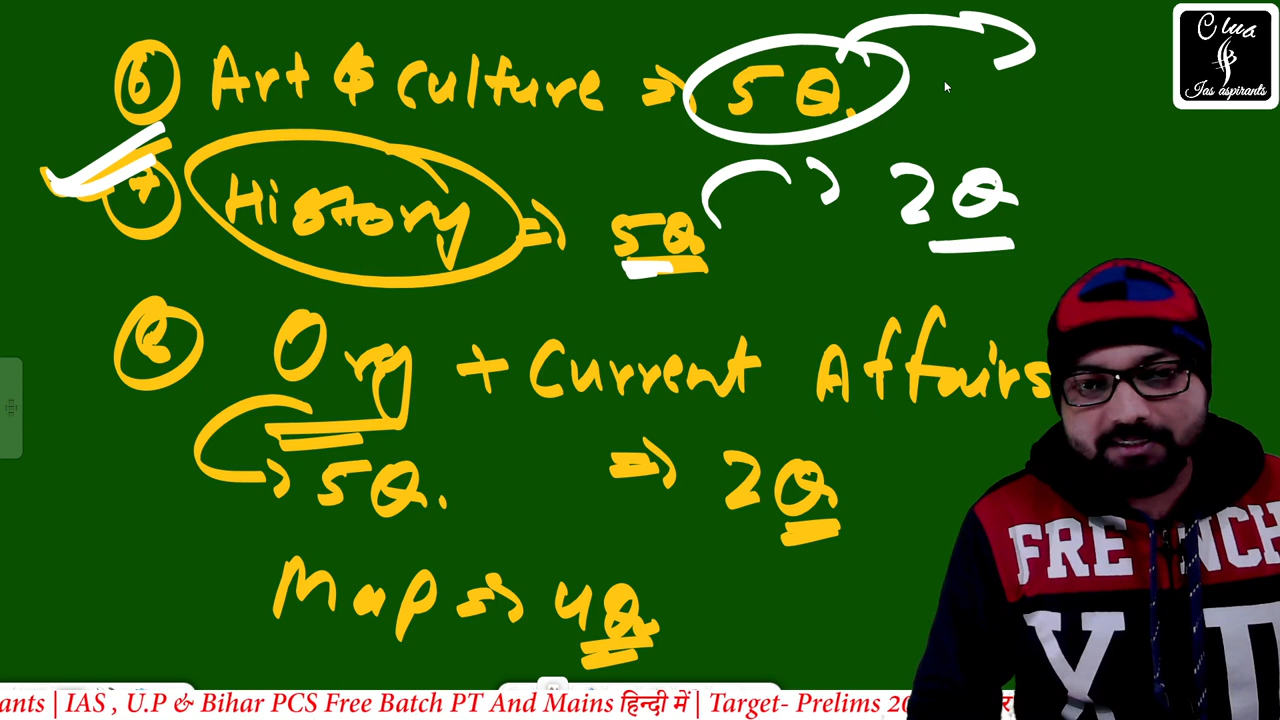 Clua
Ias aspirants
⑥ Art & Culture ⇒ 5Q.
⑦ History ⇒ 5Q 2Q
⑧ Org + Current Affairs
5Q. ⇒ 2Q
Map ⇒ 4Q
FRENCH
ants | IAS , U.P & Bihar PCS Free Batch PT And Mains हिन्दी में | Target- Prelims 20